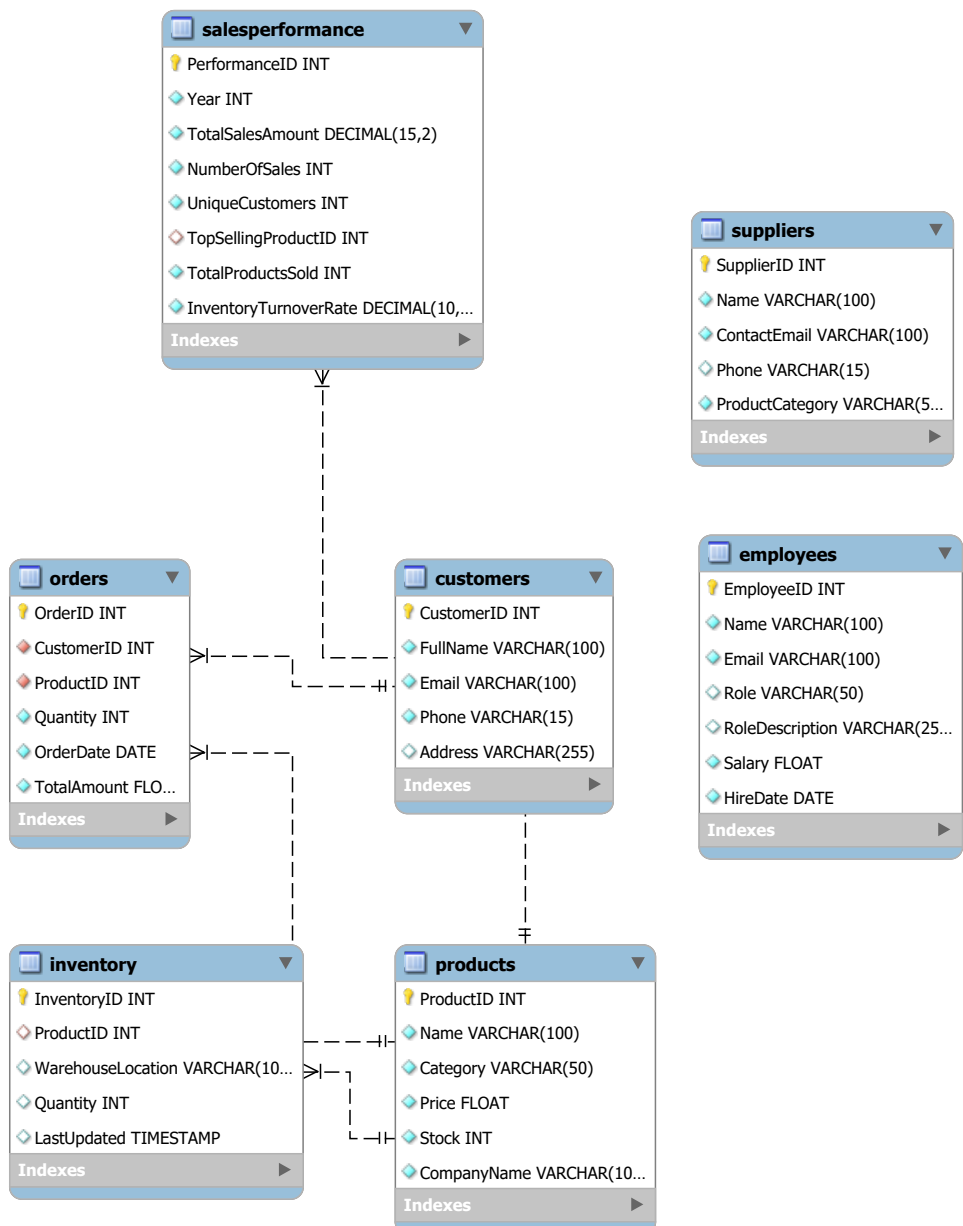 salesperformance
PerformanceID INT
Year INT
TotalSalesAmount DECIMAL(15,2)
NumberOfSales INT
UniqueCustomers INT
TopSellingProductID INT
TotalProductsSold INT
InventoryTurnoverRate DECIMAL(10,...
Indexes
suppliers
SupplierID INT
Name VARCHAR(100)
ContactEmail VARCHAR(100)
Phone VARCHAR(15)
ProductCategory VARCHAR(5...
Indexes
orders
OrderID INT
CustomerID INT
ProductID INT
Quantity INT
OrderDate DATE
TotalAmount FLO...
Indexes
customers
CustomerID INT
FullName VARCHAR(100)
Email VARCHAR(100)
Phone VARCHAR(15)
Address VARCHAR(255)
Indexes
employees
EmployeeID INT
Name VARCHAR(100)
Email VARCHAR(100)
Role VARCHAR(50)
RoleDescription VARCHAR(25...
Salary FLOAT
HireDate DATE
Indexes
inventory
InventoryID INT
ProductID INT
WarehouseLocation VARCHAR(10...
Quantity INT
LastUpdated TIMESTAMP
Indexes
products
ProductID INT
Name VARCHAR(100)
Category VARCHAR(50)
Price FLOAT
Stock INT
CompanyName VARCHAR(10...
Indexes